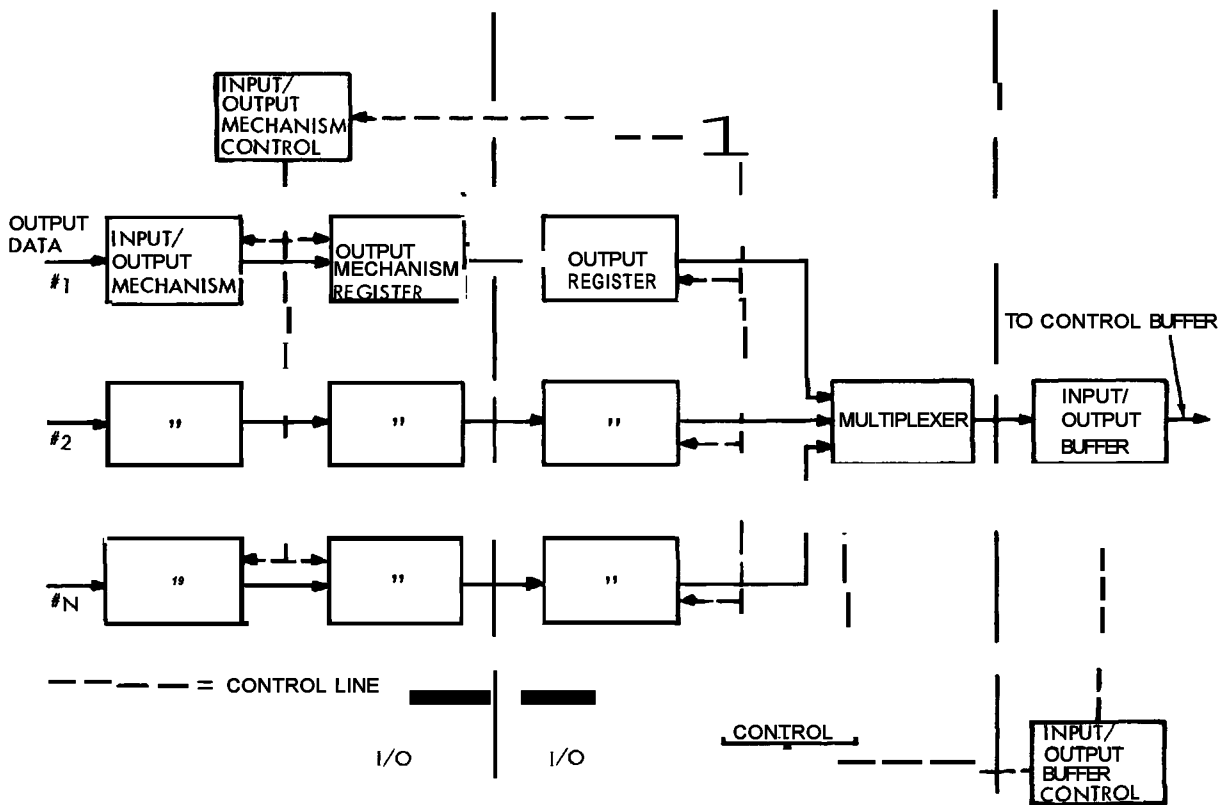 INPUT/
OUTPUT
MECHANISM
CONTROL
OUTPUT
DATA
#1
INPUT/
OUTPUT
MECHANISM
OUTPUT
MECHANISM
REGISTER
OUTPUT
REGISTER
TO CONTROL BUFFER
#2
"
"
"
MULTIPLEXER
INPUT/
OUTPUT
BUFFER
#N
"
"
"
= CONTROL LINE
I/O
I/O
CONTROL
INPUT/
OUTPUT
BUFFER
CONTROL